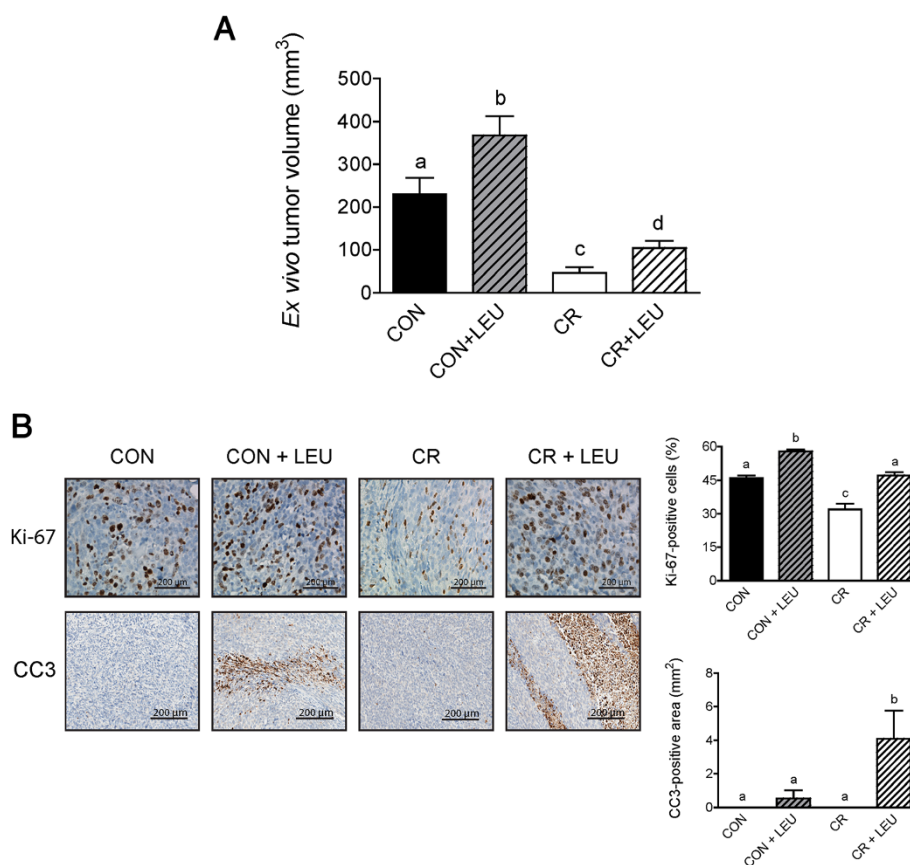 A
Ex vivo tumor volume (mm³)
500
400
300
200
100
0
a
b
c
d
CON
CON+LEU
CR
CR+LEU
B
CON
CON + LEU
CR
CR + LEU
Ki-67
200 µm
200 µm
200 µm
200 µm
CC3
200 µm
200 µm
200 µm
200 µm
Ki-67-positive cells (%)
60
45
30
15
0
a
b
c
a
CON
CON + LEU
CR
CR + LEU
CC3-positive area (mm²)
8
6
4
2
0
a
a
a
b
CON
CON + LEU
CR
CR + LEU